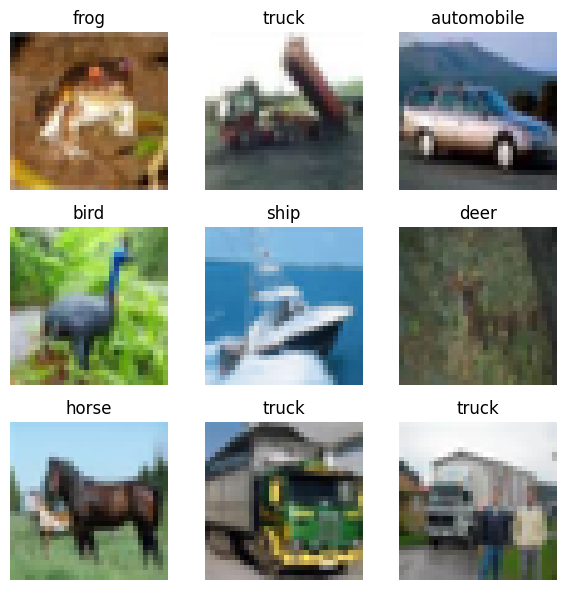 frog
truck
automobile
bird
ship
deer
horse
truck
truck